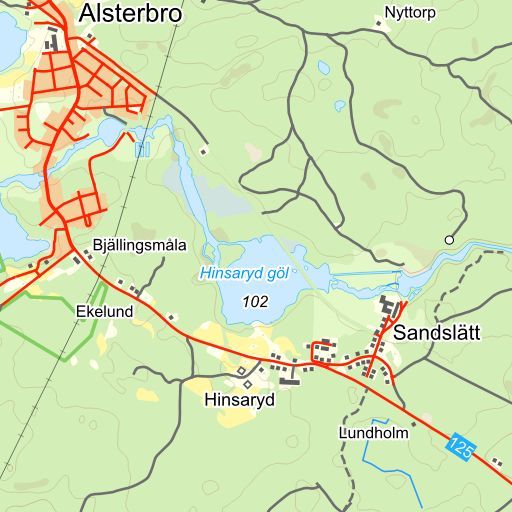 Alsterbro
Nyttorp
Bjällingsmåla
Hinsaryd göl
102
Ekelund
Sandslätt
Hinsaryd
Lundholm
125